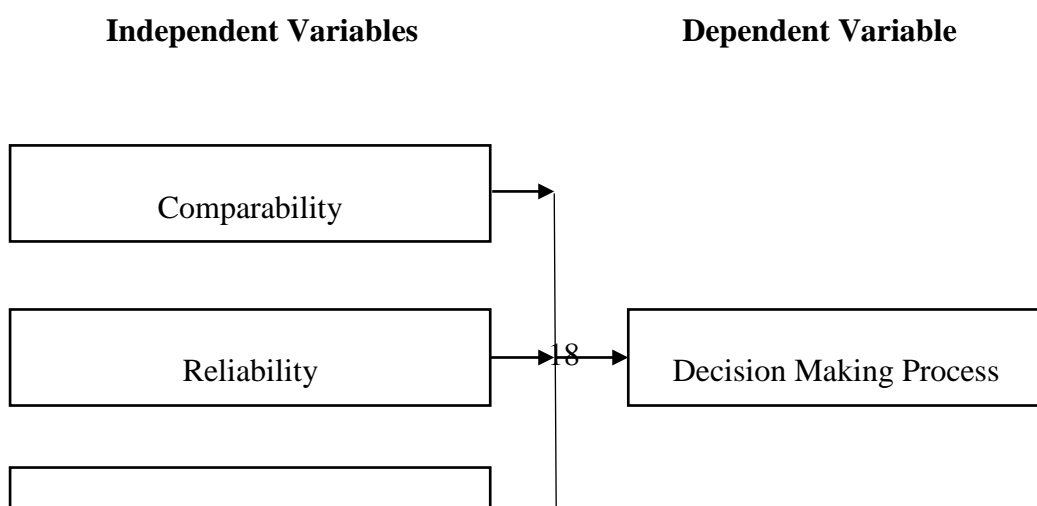 Independent Variables
Dependent Variable
Comparability
Reliability
18
Decision Making Process